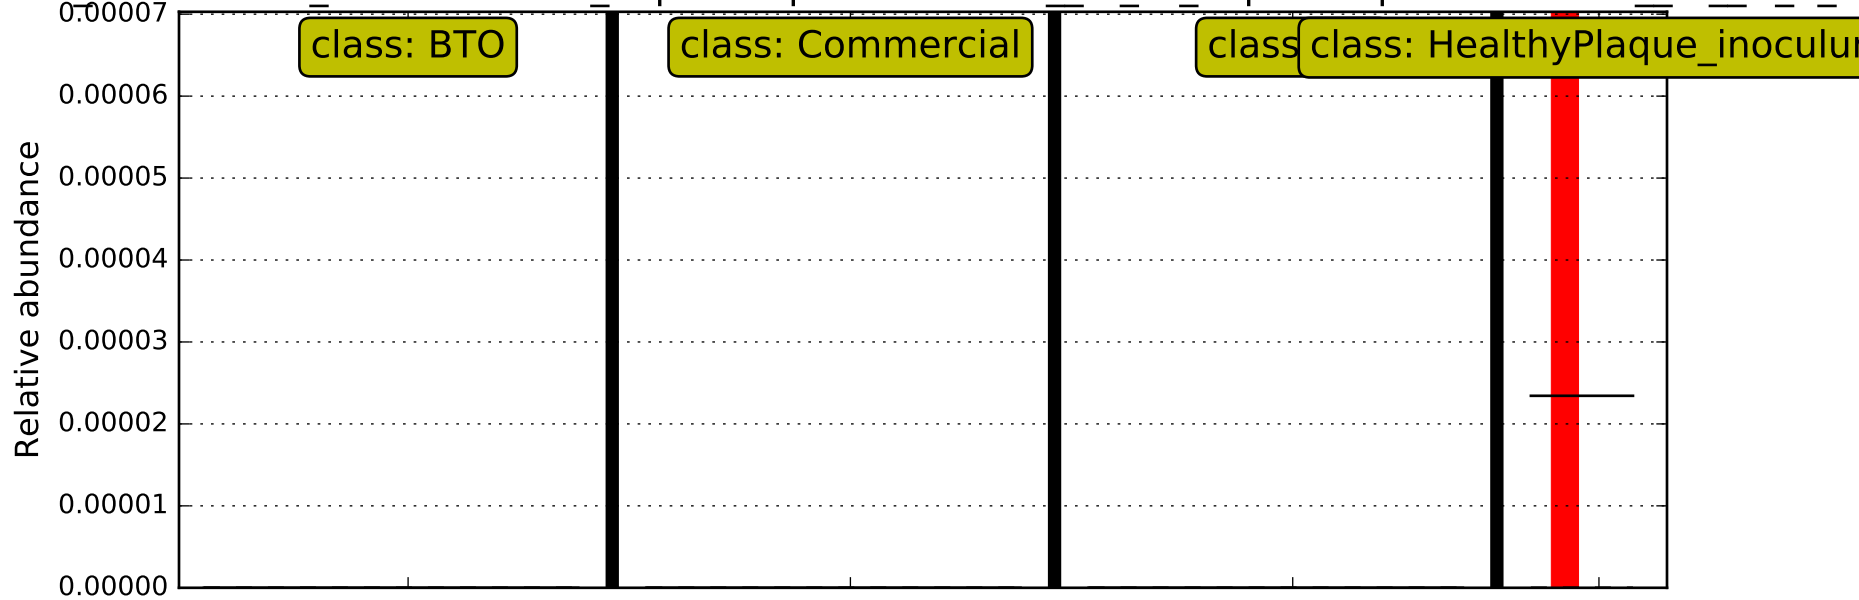 0.00007
class: BTO
class: Commercial
class
class: HealthyPlaque_inoculu
0.00006
0.00005
0.00004
0.00003
0.00002
0.00001
0.00000
Relative abundance